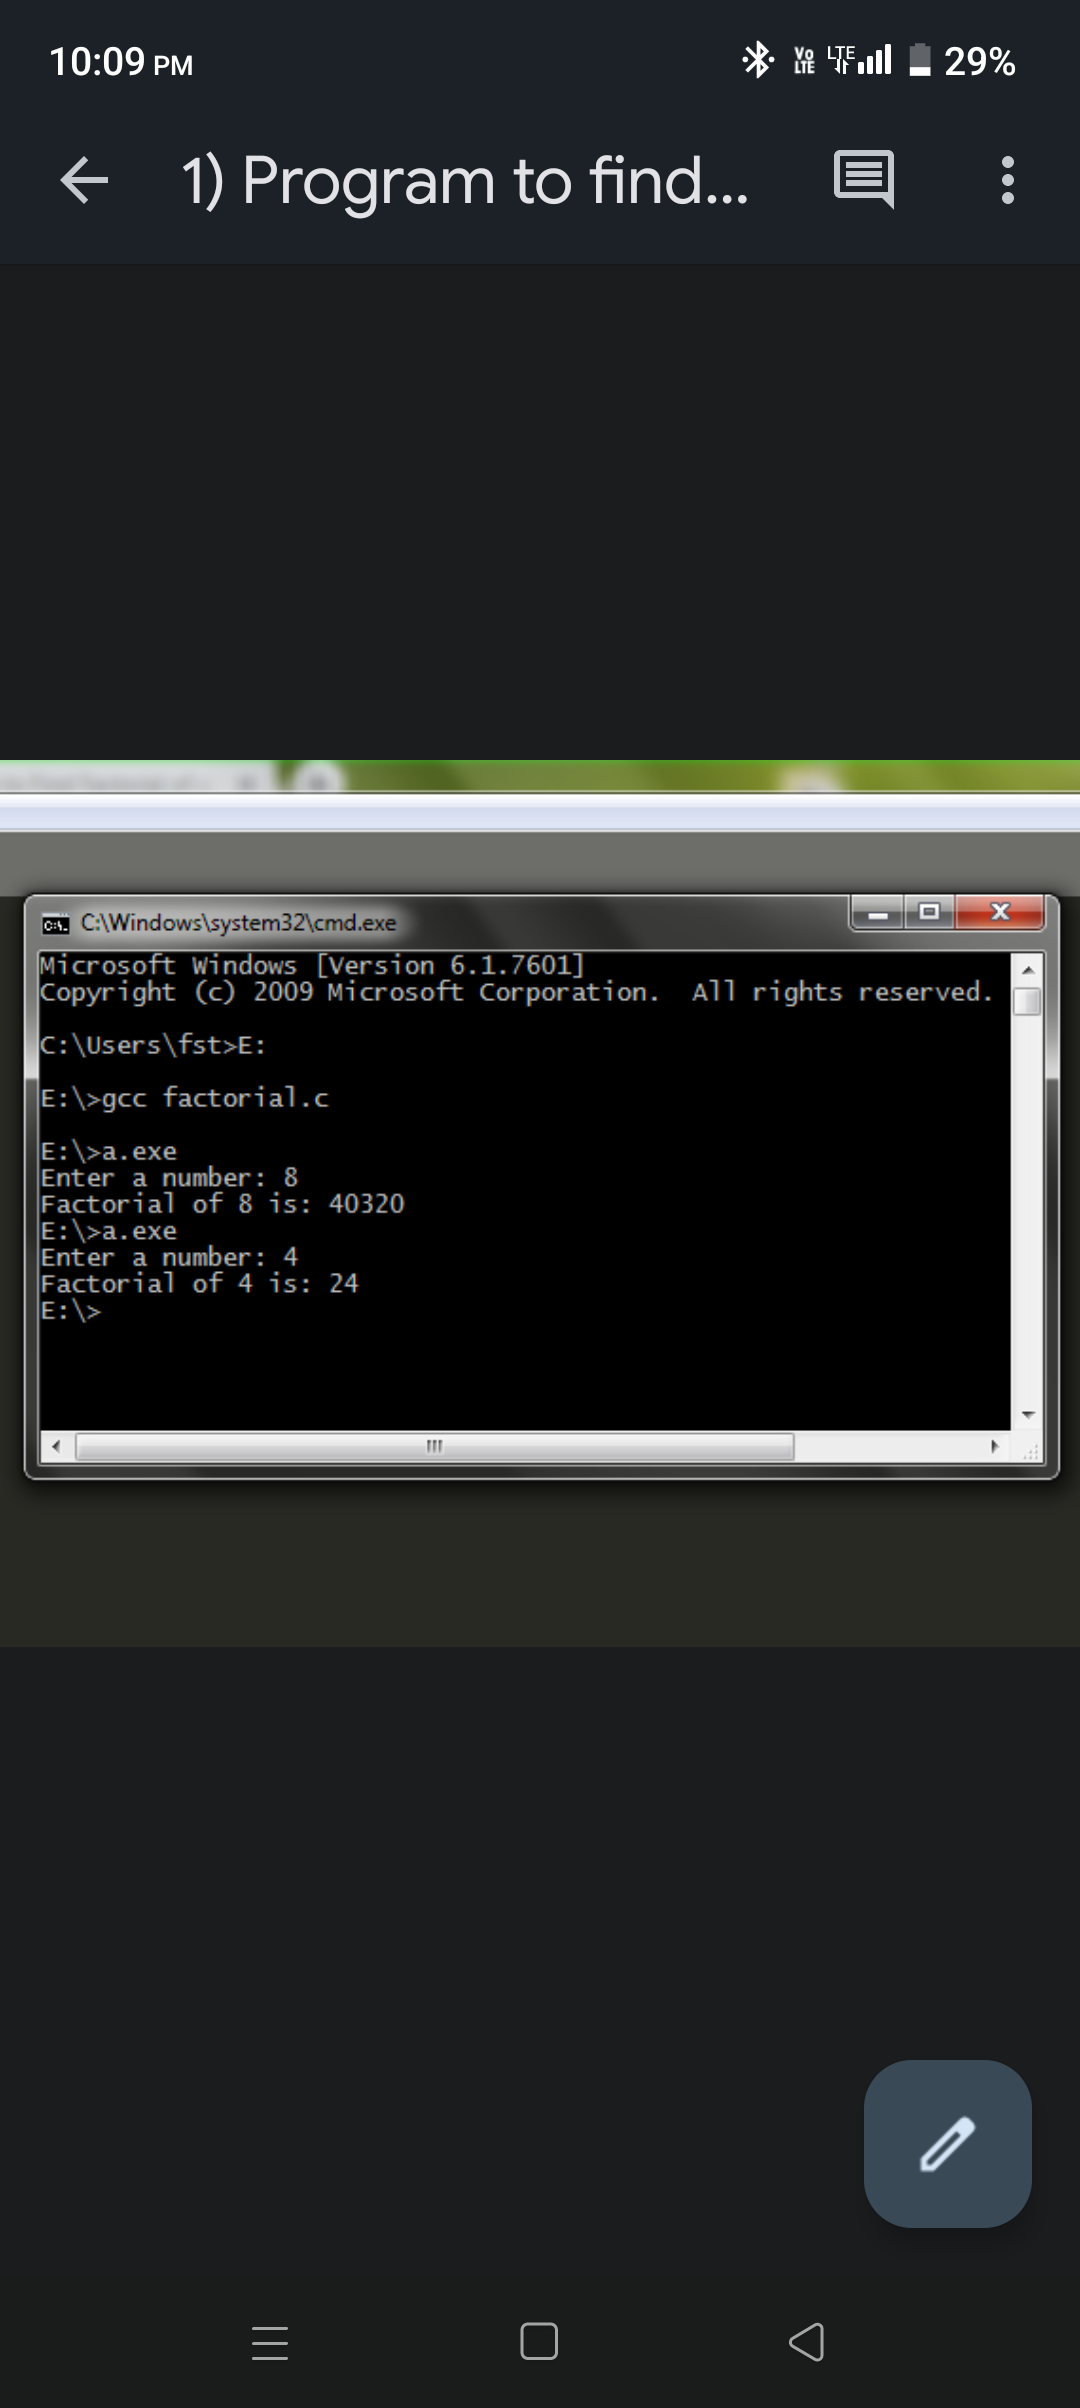 10:09 PM
Vo
LTE
LTE
29%
1) Program to find...
C:\Windows\system32\cmd.exe
Microsoft Windows [Version 6.1.7601]
Copyright (c) 2009 Microsoft Corporation.  All rights reserved.
C:\Users\fst>E:
E:\>gcc factorial.c
E:\>a.exe
Enter a number: 8
Factorial of 8 is: 40320
E:\>a.exe
Enter a number: 4
Factorial of 4 is: 24
E:\>